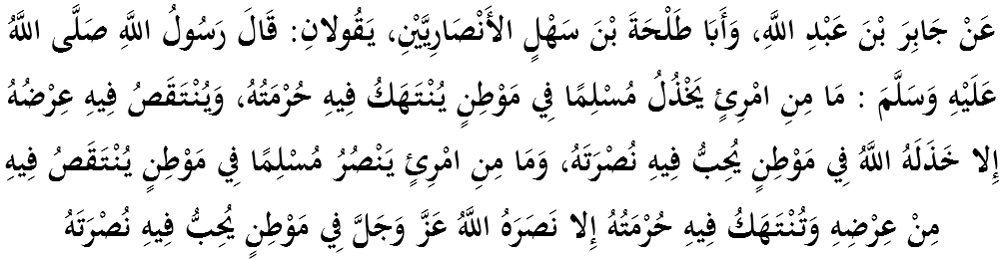 عَنْ جَابِرَ بْنَ عَبْدِ اللَّهِ، وَأَبَا طَلْحَةَ بْنَ سَهْلٍ الأَنْصَارِيَّيْنِ، يَقُولانِ: قَالَ رَسُولُ اللَّهِ صَلَّى اللَّهُ
عَلَيْهِ وَسَلَّمَ : مَا مِنِ امْرِئٍ يَخْذُلُ مُسْلِمًا فِي مَوْطِنٍ يُنْتَهَكُ فِيهِ حُرْمَتُهُ، وَيُنْتَقَصُ فِيهِ عِرْضُهُ
إِلا خَذَلَهُ اللَّهُ فِي مَوْطِنٍ يُحِبُّ فِيهِ نُصْرَتَهُ، وَمَا مِنِ امْرِئٍ يَنْصُرُ مُسْلِمًا فِي مَوْطِنٍ يُنْتَقَصُ فِيهِ
مِنْ عِرْضِهِ وَتُنْتَهَكُ فِيهِ حُرْمَتُهُ إِلا نَصَرَهُ اللَّهُ عَزَّ وَجَلَّ فِي مَوْطِنٍ يُحِبُّ فِيهِ نُصْرَتَهُ